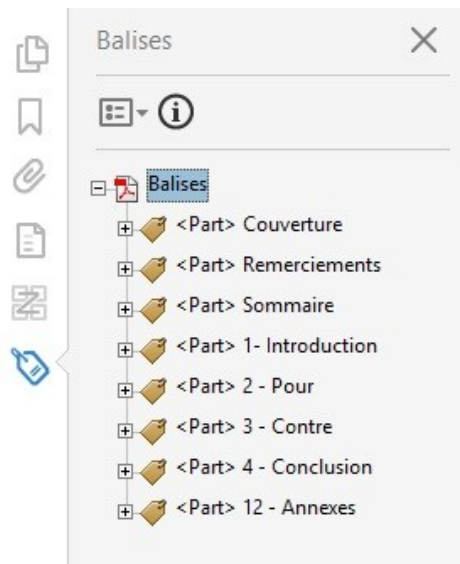 Balises
Balises
<Part> Couverture
<Part> Remerciements
<Part> Sommaire
<Part> 1- Introduction
<Part> 2 - Pour
<Part> 3 - Contre
<Part> 4 - Conclusion
<Part> 12 - Annexes